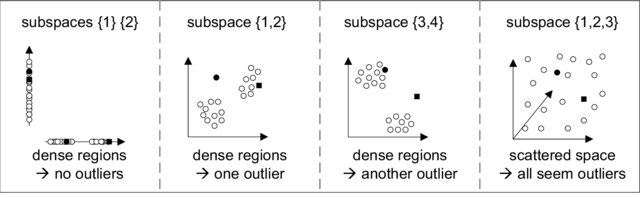 subspaces {1} {2}
dense regions
→ no outliers
subspace {1,2}
dense regions
→ one outlier
subspace {3,4}
dense regions
→ another outlier
subspace {1,2,3}
scattered space
→ all seem outliers